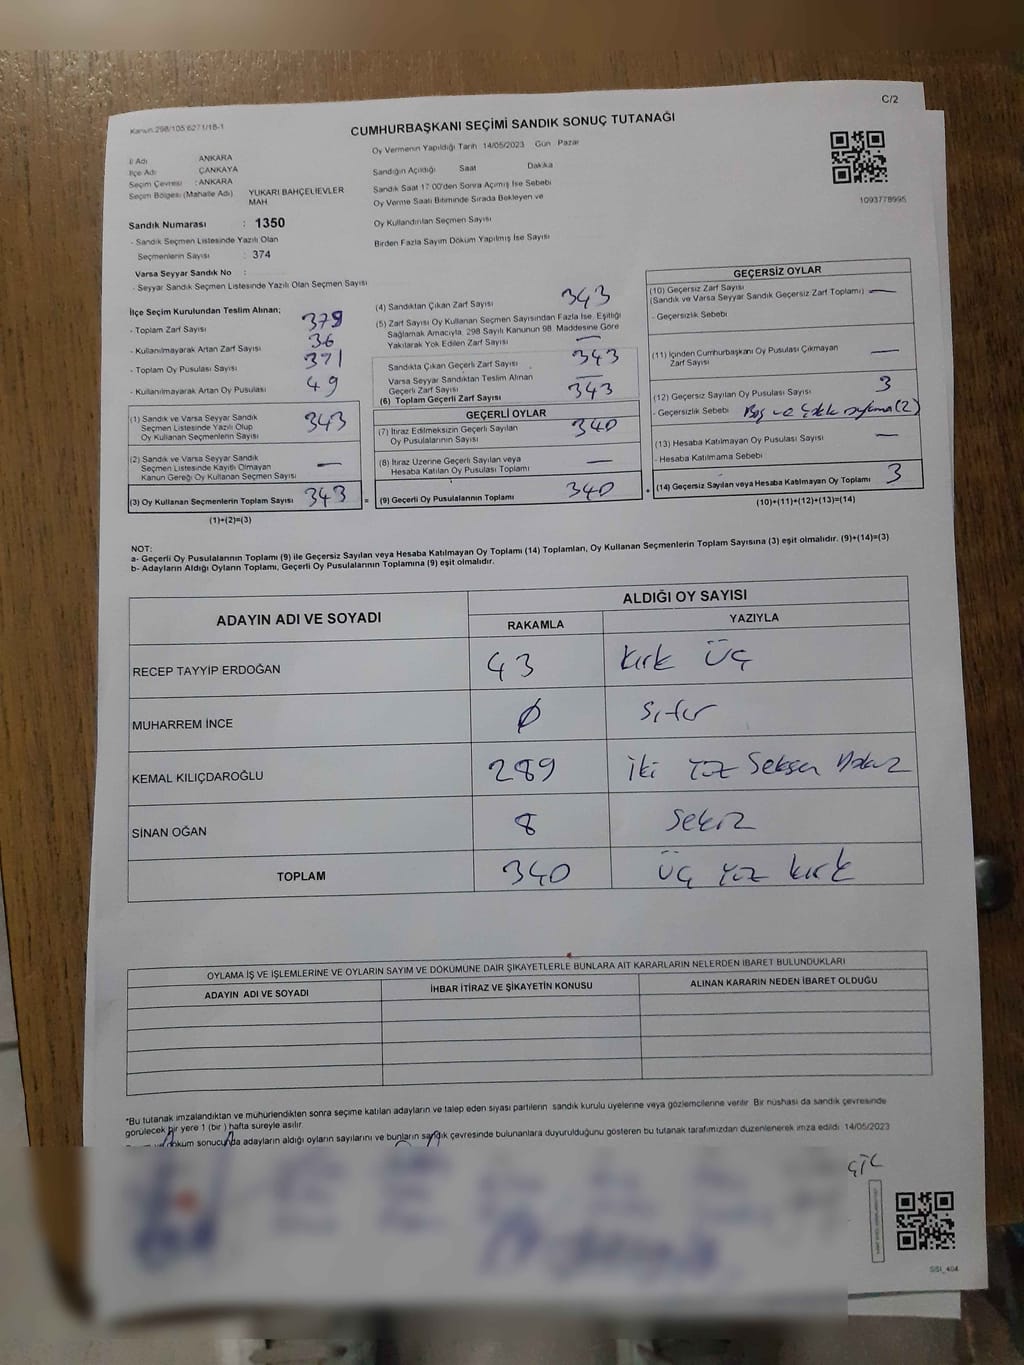 C/2
Kanun:298/105,6271/18-1
CUMHURBAŞKANI SEÇİMİ SANDIK SONUÇ TUTANAĞI
İl Adı ANKARA
İlçe Adı ÇANKAYA
Seçim Çevresi : ANKARA
Seçim Bölgesi (Mahalle Adı) YUKARI BAHÇELİEVLER
MAH
Sandık Numarası : 1350
- Sandık Seçmen Listesinde Yazılı Olan
Seçmenlerin Sayısı : 374
Varsa Seyyar Sandık No :
- Seyyar Sandık Seçmen Listesinde Yazılı Olan Seçmen Sayısı
Oy Vermenin Yapıldığı Tarih 14/05/2023 Gün Pazar
Sandığın Açıldığı Saat Dakika
Sandık Saat 17:00'den Sonra Açımış İse Sebebi
Oy Verme Saati Bitiminde Sırada Bekleyen ve
Oy Kullandırılan Seçmen Sayısı
Birden Fazla Sayım Döküm Yapılmış İse Sayısı
1093778995
İlçe Seçim Kurulundan Teslim Alınan;
- Toplam Zarf Sayısı 379
- Kullanılmayarak Artan Zarf Sayısı 36
- Toplam Oy Pusulası Sayısı 371
- Kullanılmayarak Artan Oy Pusulası 49
(1) Sandık ve Varsa Seyyar Sandık
Seçmen Listesinde Yazılı Olup
Oy Kullanan Seçmenlerin Sayısı 343
(2) Sandık ve Varsa Seyyar Sandık
Seçmen Listesinde Kayıtlı Olmayan
Kanun Gereği Oy Kullanan Seçmen Sayısı —
(3) Oy Kullanan Seçmenlerin Toplam Sayısı 343 =
(1)+(2)=(3)
(4) Sandıktan Çıkan Zarf Sayısı 343
(5) Zarf Sayısı Oy Kullanan Seçmen Sayısından Fazla İse, Eşitliği
Sağlamak Amacıyla, 298 Sayılı Kanunun 98. Maddesine Göre
Yakılarak Yok Edilen Zarf Sayısı —
Sandıkta Çıkan Geçerli Zarf Sayısı 343
Varsa Seyyar Sandıktan Teslim Alınan
Geçerli Zarf Sayısı —
(6) Toplam Geçerli Zarf Sayısı 343
GEÇERLİ OYLAR
(7) İtiraz Edilmeksizin Geçerli Sayılan
Oy Pusulalarının Sayısı 340
(8) İtiraz Üzerine Geçerli Sayılan veya
Hesaba Katılan Oy Pusulası Toplamı —
(9) Geçerli Oy Pusulalarının Toplamı 340 +
GEÇERSİZ OYLAR
(10) Geçersiz Zarf Sayısı —
(Sandık ve Varsa Seyyar Sandık Geçersiz Zarf Toplamı)
- Geçersizlik Sebebi
(11) İçinden Cumhurbaşkanı Oy Pusulası Çıkmayan
Zarf Sayısı —
(12) Geçersiz Sayılan Oy Pusulası Sayısı 3
- Geçersizlik Sebebi Boş ve (2)
(13) Hesaba Katılmayan Oy Pusulası Sayısı —
- Hesaba Katılmama Sebebi
(14) Geçersiz Sayılan veya Hesaba Katılmayan Oy Toplamı 3
(10)+(11)+(12)+(13)=(14)
NOT:
a- Geçerli Oy Pusulalarının Toplamı (9) ile Geçersiz Sayılan veya Hesaba Katılmayan Oy Toplamı (14) Toplamları, Oy Kullanan Seçmenlerin Toplam Sayısına (3) eşit olmalıdır. (9)+(14)=(3)
b- Adayların Aldığı Oyların Toplamı, Geçerli Oy Pusulalarının Toplamına (9) eşit olmalıdır.
ADAYIN ADI VE SOYADI
ALDIĞI OY SAYISI
RAKAMLA YAZIYLA
RECEP TAYYİP ERDOĞAN 43 kırk üç
MUHARREM İNCE Ø Sıfır
KEMAL KILIÇDAROĞLU 289 iki yüz seksen dokuz
SİNAN OĞAN 8 Sekiz
TOPLAM 340 üç yüz kırk
OYLAMA İŞ VE İŞLEMLERİNE VE OYLARIN SAYIM VE DÖKÜMÜNE DAİR ŞİKAYETLERLE BUNLARA AİT KARARLARIN NELERDEN İBARET BULUNDUKLARI
ADAYIN ADI VE SOYADI İHBAR İTİRAZ VE ŞİKAYETİN KONUSU ALINAN KARARIN NEDEN İBARET OLDUĞU
*Bu tutanak imzalandıktan ve mühürlendikten sonra seçime katılan adayların ve talep eden siyasi partilerin sandık kurulu üyelerine veya gözlemcilerine verilir. Bir nüshası da sandık çevresinde
görülecek bir yere 1 (bir) hafta süreyle asılır.
döküm sonucunda adayların aldığı oyların sayılarını ve bunların sandık çevresinde bulunanlara duyurulduğunu gösteren bu tutanak tarafımızdan düzenlenerek imza edildi. 14/05/2023
SSI_404